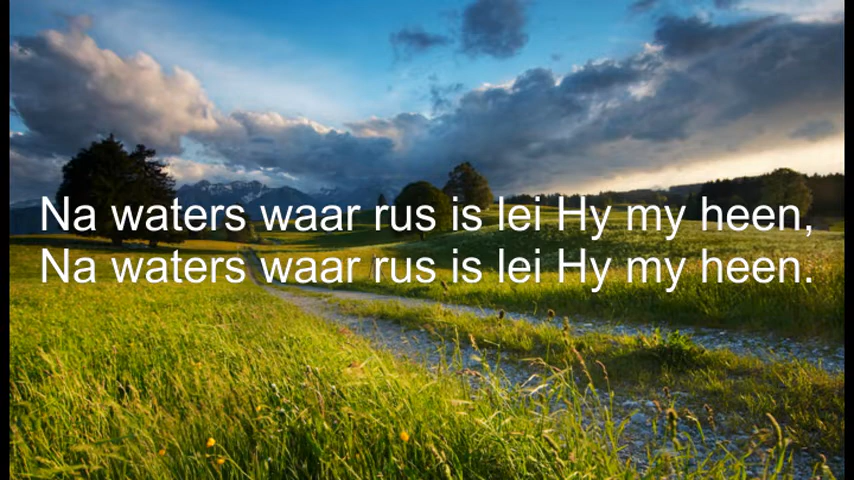 Na waters waar rus is lei Hy my heen,
Na waters waar rus is lei Hy my heen.